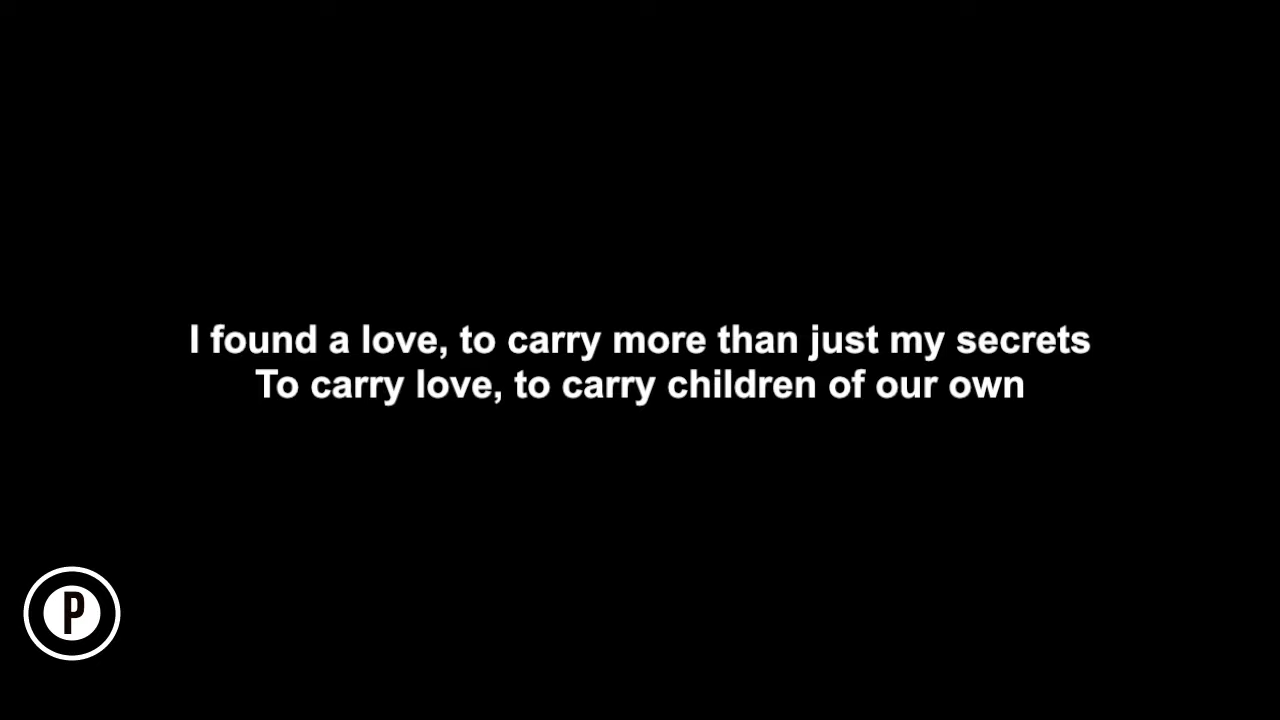 I found a love, to carry more than just my secrets
To carry love, to carry children of our own
P